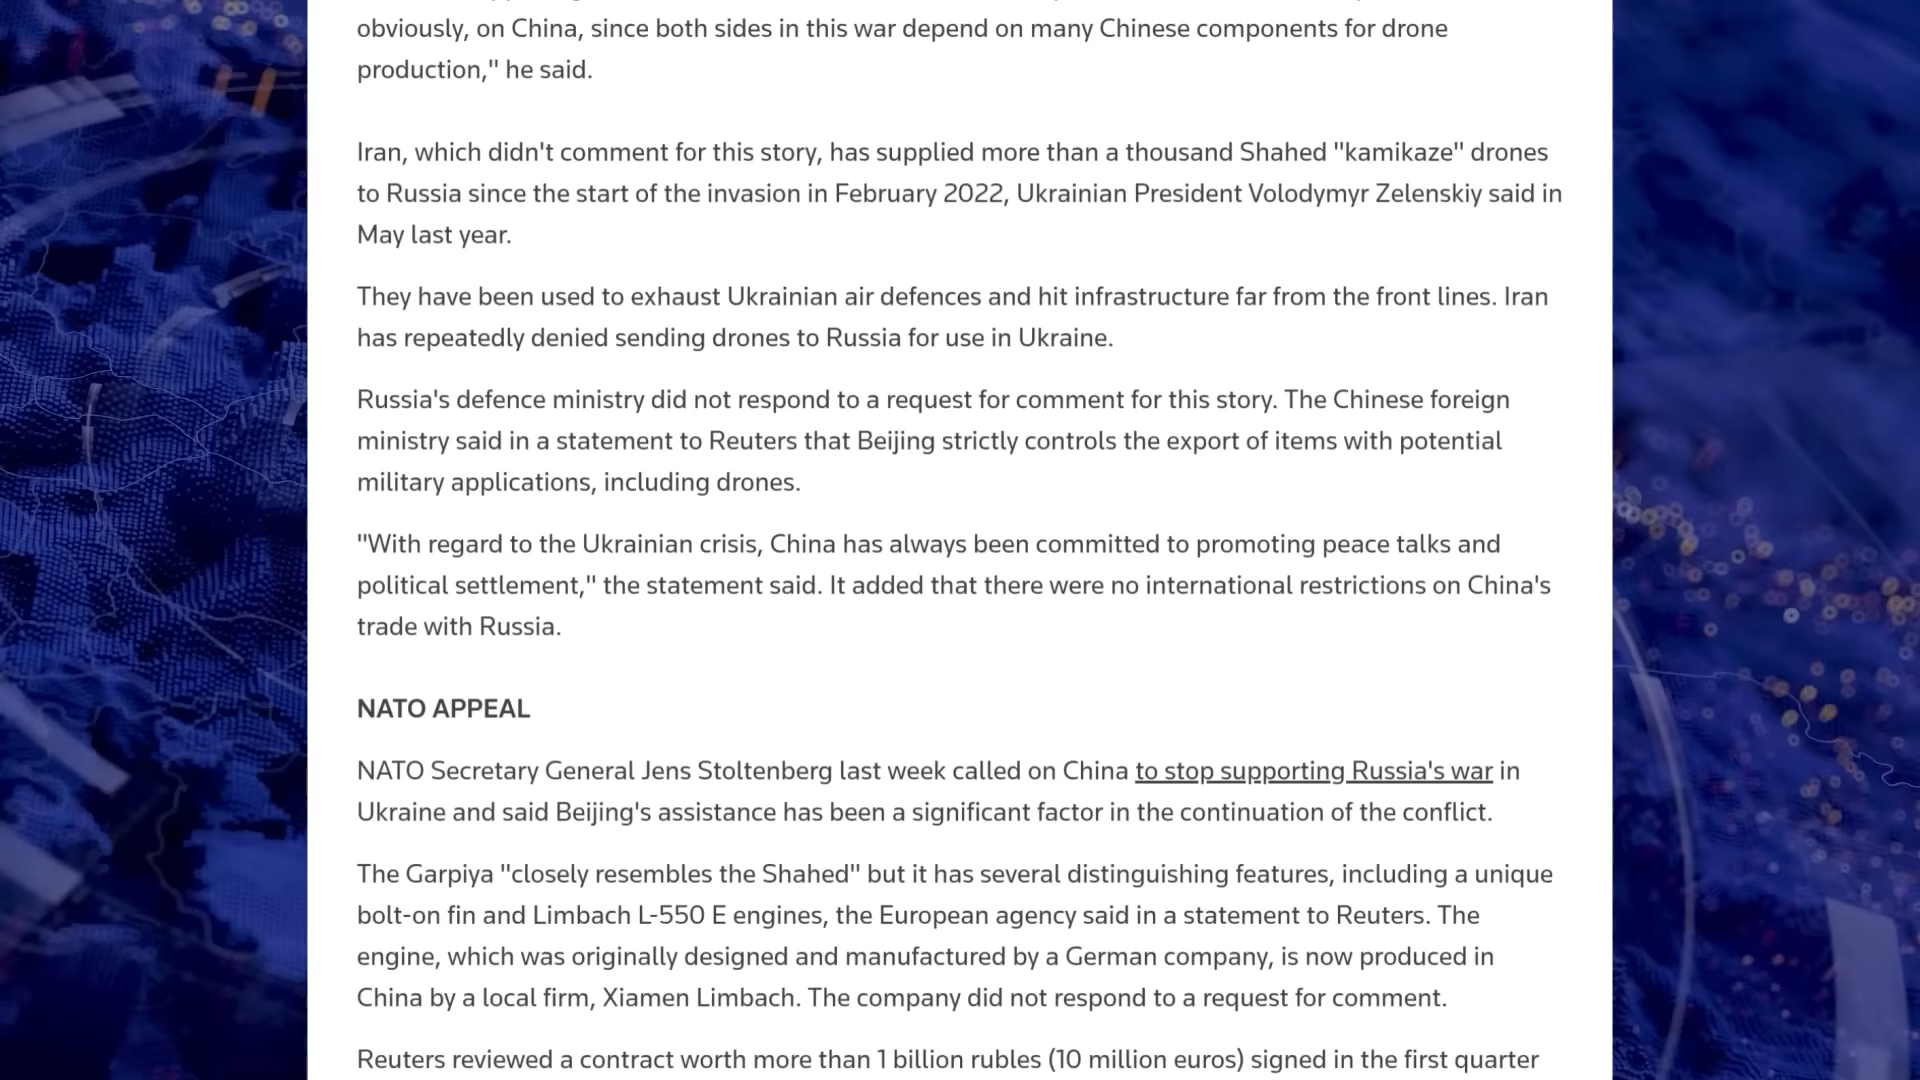 obviously, on China, since both sides in this war depend on many Chinese components for drone
production," he said.
Iran, which didn't comment for this story, has supplied more than a thousand Shahed "kamikaze" drones
to Russia since the start of the invasion in February 2022, Ukrainian President Volodymyr Zelenskiy said in
May last year.
They have been used to exhaust Ukrainian air defences and hit infrastructure far from the front lines. Iran
has repeatedly denied sending drones to Russia for use in Ukraine.
Russia's defence ministry did not respond to a request for comment for this story. The Chinese foreign
ministry said in a statement to Reuters that Beijing strictly controls the export of items with potential
military applications, including drones.
"With regard to the Ukrainian crisis, China has always been committed to promoting peace talks and
political settlement," the statement said. It added that there were no international restrictions on China's
trade with Russia.
NATO APPEAL
NATO Secretary General Jens Stoltenberg last week called on China to stop supporting Russia's war in
Ukraine and said Beijing's assistance has been a significant factor in the continuation of the conflict.
The Garpiya "closely resembles the Shahed" but it has several distinguishing features, including a unique
bolt-on fin and Limbach L-550 E engines, the European agency said in a statement to Reuters. The
engine, which was originally designed and manufactured by a German company, is now produced in
China by a local firm, Xiamen Limbach. The company did not respond to a request for comment.
Reuters reviewed a contract worth more than 1 billion rubles (10 million euros) signed in the first quarter